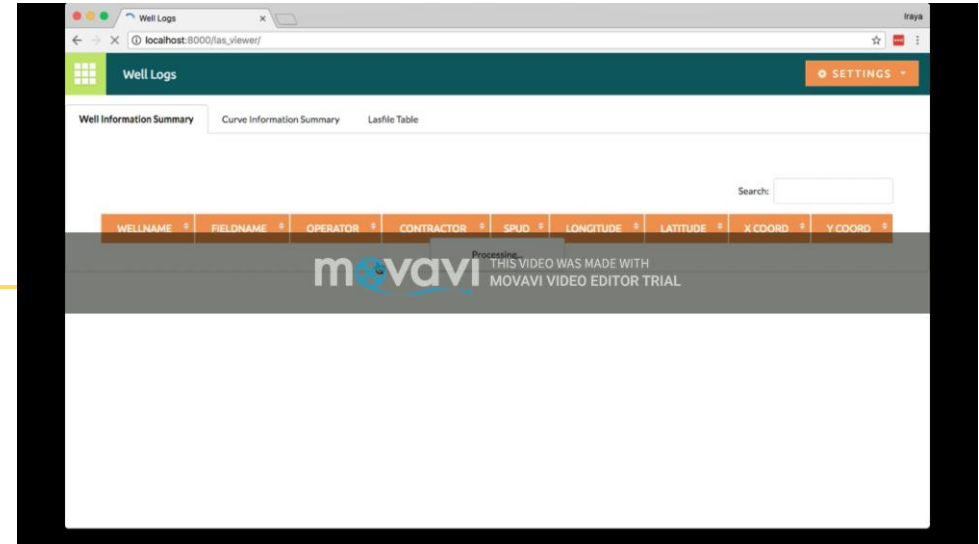 Well Logs
Iraya
localhost:8000/las_viewer/
Well Logs
SETTINGS
Well Information Summary Curve Information Summary Lasfile Table
Search:
WELLNAME FIELDNAME OPERATOR CONTRACTOR SPUD LONGITUDE LATITUDE X COORD Y COORD
Processing...
movavi
THIS VIDEO WAS MADE WITH
MOVAVI VIDEO EDITOR TRIAL